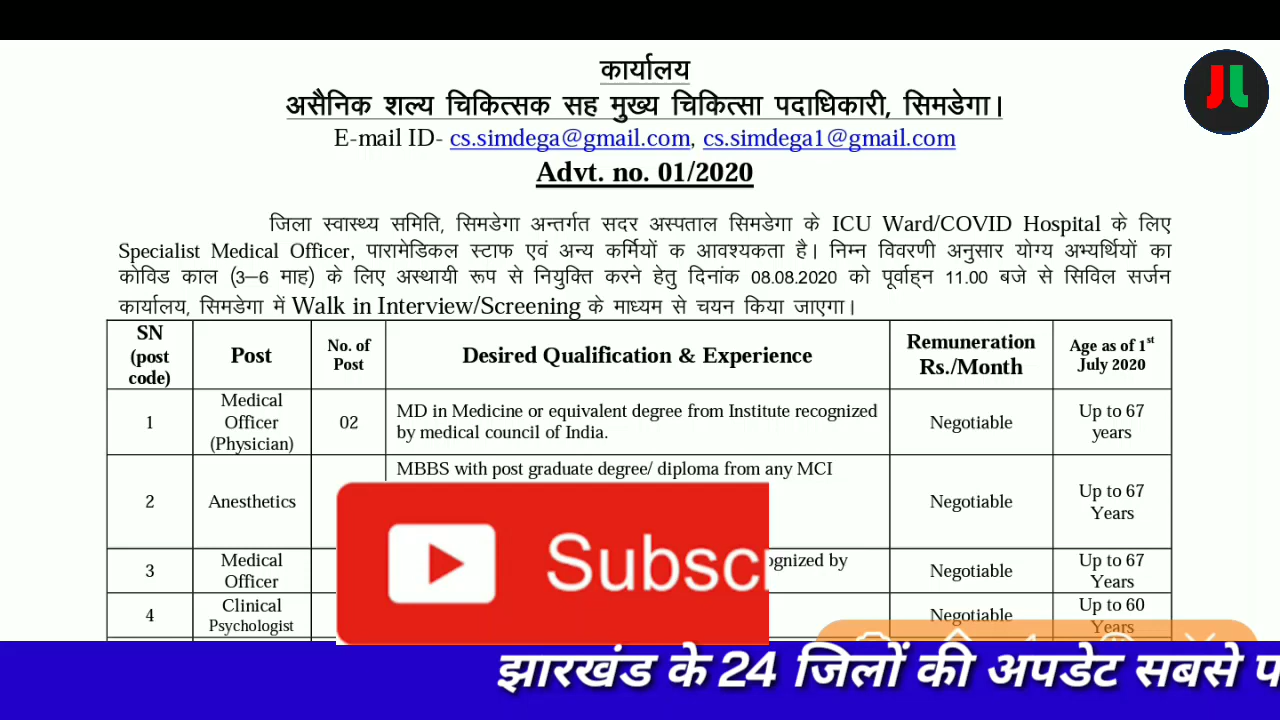 कार्यालय
असैनिक शल्य चिकित्सक सह मुख्य चिकित्सा पदाधिकारी, सिमडेगा।
E-mail ID- cs.simdega@gmail.com, cs.simdega1@gmail.com
Advt. no. 01/2020
जिला स्वास्थ्य समिति, सिमडेगा अन्तर्गत सदर अस्पताल सिमडेगा के ICU Ward/COVID Hospital के लिए
Specialist Medical Officer, पारामेडिकल स्टाफ एवं अन्य कर्मियों क आवश्यकता है। निम्न विवरणी अनुसार योग्य अभ्यर्थियों का
कोविड काल (3–6 माह) के लिए अस्थायी रूप से नियुक्ति करने हेतु दिनांक 08.08.2020 को पूर्वाह्न 11.00 बजे से सिविल सर्जन
कार्यालय, सिमडेगा में Walk in Interview/Screening के माध्यम से चयन किया जाएगा।
SN (post code) Post No. of Post Desired Qualification & Experience Remuneration Rs./Month Age as of 1st July 2020
1 Medical Officer (Physician) 02 MD in Medicine or equivalent degree from Institute recognized by medical council of India. Negotiable Up to 67 years
2 Anesthetics MBBS with post graduate degree/ diploma from any MCI Negotiable Up to 67 Years
3 Medical Officer by Negotiable Up to 67 Years
4 Clinical Psychologist Negotiable Up to 60 Years
Subscr
JL
झारखंड के 24 जिलों की अपडेट सबसे प